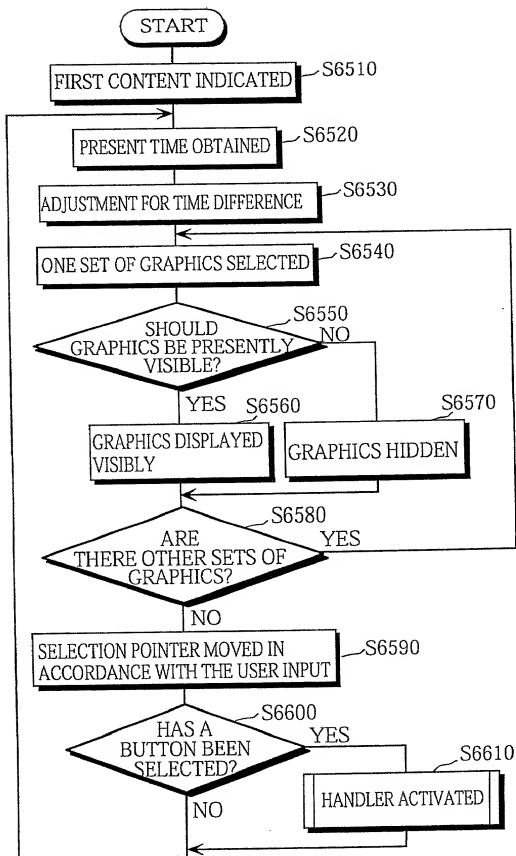 START
FIRST CONTENT INDICATED
S6510
PRESENT TIME OBTAINED
S6520
ADJUSTMENT FOR TIME DIFFERENCE
S6530
ONE SET OF GRAPHICS SELECTED
S6540
SHOULD
GRAPHICS BE PRESENTLY
VISIBLE?
S6550
NO
YES
GRAPHICS DISPLAYED
VISIBLY
S6560
GRAPHICS HIDDEN
S6570
ARE
THERE OTHER SETS OF
GRAPHICS?
S6580
YES
NO
SELECTION POINTER MOVED IN
ACCORDANCE WITH THE USER INPUT
S6590
HAS A
BUTTON BEEN
SELECTED?
S6600
YES
NO
HANDLER ACTIVATED
S6610